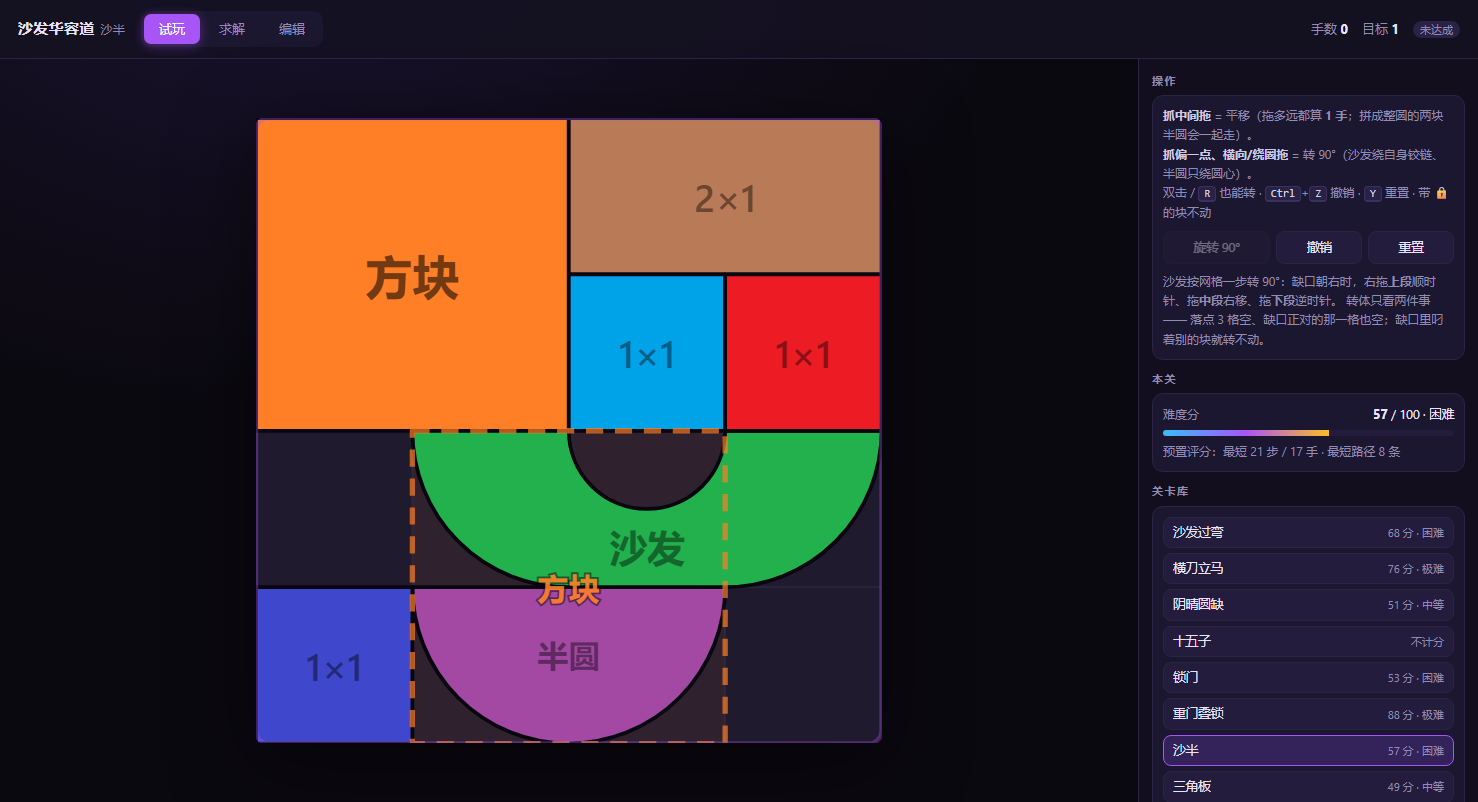 沙发华容道 沙半 试玩 求解 编辑 手数 0 目标 1 未达成
方块
2×1
1×1
1×1
沙发
方块
半圆
1×1
操作
抓中间拖 = 平移（拖多远都算 1 手；拼成整圆的两块
半圆会一起走）。
抓偏一点、横向/绕圆拖 = 转 90°（沙发绕自身铰链、
半圆只绕圆心）。
双击 / R 也能转 · Ctrl + Z 撤销 · Y 重置 · 带 🔒
的块不动
旋转 90° 撤销 重置
沙发按网格一步转 90°：缺口朝右时，右拖上段顺时
针、拖中段右移、拖下段逆时针。 转体只看两件事
—— 落点 3 格空、缺口正对的那一格也空；缺口里叼
着别的块就转不动。
本关
难度分 57 / 100 · 困难
预置评分：最短 21 步 / 17 手 · 最短路径 8 条
关卡库
沙发过弯 68 分 · 困难
横刀立马 76 分 · 极难
阴晴圆缺 51 分 · 中等
十五子 不计分
锁门 53 分 · 困难
重门叠锁 88 分 · 极难
沙半 57 分 · 困难
三角板 49 分 · 中等